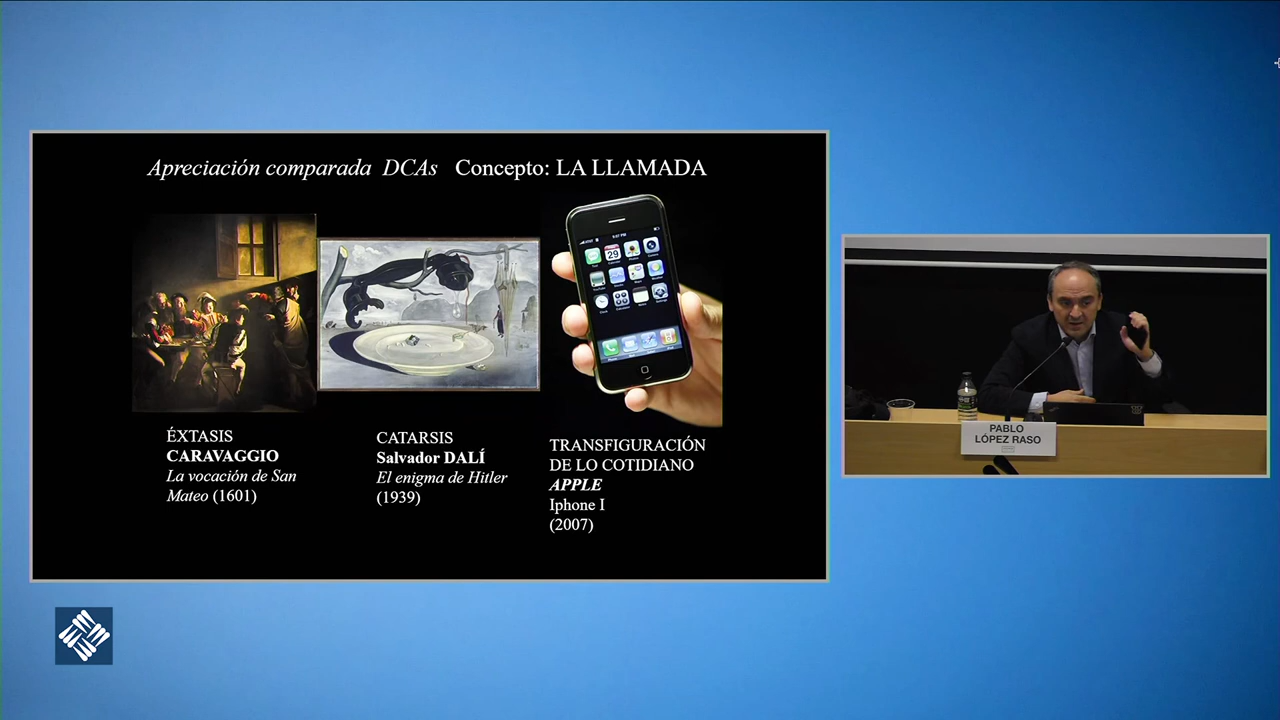 Apreciación comparada DCAs Concepto: LA LLAMADA
ÉXTASIS
CARAVAGGIO
La vocación de San
Mateo (1601)
CATARSIS
Salvador DALÍ
El enigma de Hitler
(1939)
TRANSFIGURACIÓN
DE LO COTIDIANO
APPLE
Iphone I
(2007)
PABLO
LÓPEZ RASO